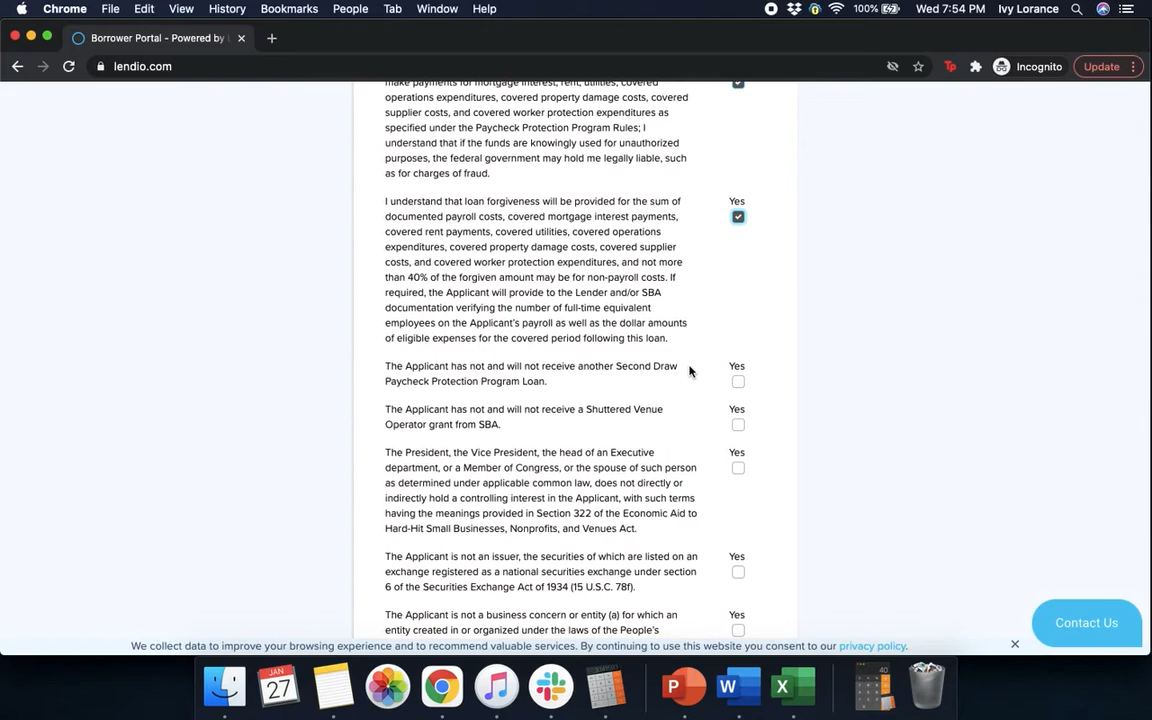 Chrome File Edit View History Bookmarks People Tab Window Help 100% Wed 7:54 PM Ivy Lorance
Borrower Portal - Powered by
lendio.com Incognito Update
make payments for mortgage interest, rent, utilities, covered
operations expenditures, covered property damage costs, covered
supplier costs, and covered worker protection expenditures as
specified under the Paycheck Protection Program Rules; I
understand that if the funds are knowingly used for unauthorized
purposes, the federal government may hold me legally liable, such
as for charges of fraud.
I understand that loan forgiveness will be provided for the sum of Yes
documented payroll costs, covered mortgage interest payments,
covered rent payments, covered utilities, covered operations
expenditures, covered property damage costs, covered supplier
costs, and covered worker protection expenditures, and not more
than 40% of the forgiven amount may be for non-payroll costs. If
required, the Applicant will provide to the Lender and/or SBA
documentation verifying the number of full-time equivalent
employees on the Applicant's payroll as well as the dollar amounts
of eligible expenses for the covered period following this loan.
The Applicant has not and will not receive another Second Draw Yes
Paycheck Protection Program Loan.
The Applicant has not and will not receive a Shuttered Venue Yes
Operator grant from SBA.
The President, the Vice President, the head of an Executive Yes
department, or a Member of Congress, or the spouse of such person
as determined under applicable common law, does not directly or
indirectly hold a controlling interest in the Applicant, with such terms
having the meanings provided in Section 322 of the Economic Aid to
Hard-Hit Small Businesses, Nonprofits, and Venues Act.
The Applicant is not an issuer, the securities of which are listed on an Yes
exchange registered as a national securities exchange under section
6 of the Securities Exchange Act of 1934 (15 U.S.C. 78f).
The Applicant is not a business concern or entity (a) for which an Yes
entity created in or organized under the laws of the People's
Contact Us
We collect data to improve your browsing experience and to recommend valuable services. By continuing to use this website you consent to our privacy policy.
JAN
27
P W X 40